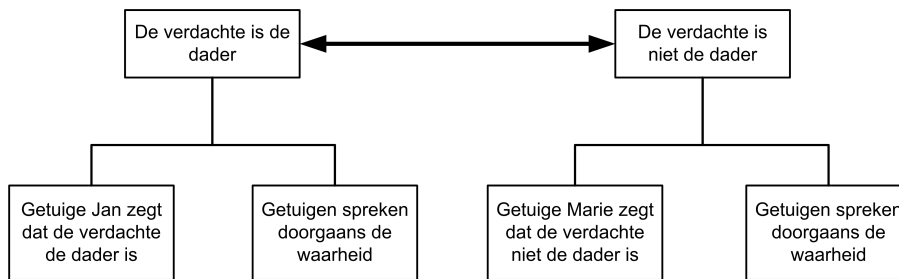 De verdachte is de
dader
De verdachte is
niet de dader
Getuige Jan zegt
dat de verdachte
de dader is
Getuigen spreken
doorgaans de
waarheid
Getuige Marie zegt
dat de verdachte
niet de dader is
Getuigen spreken
doorgaans de
waarheid